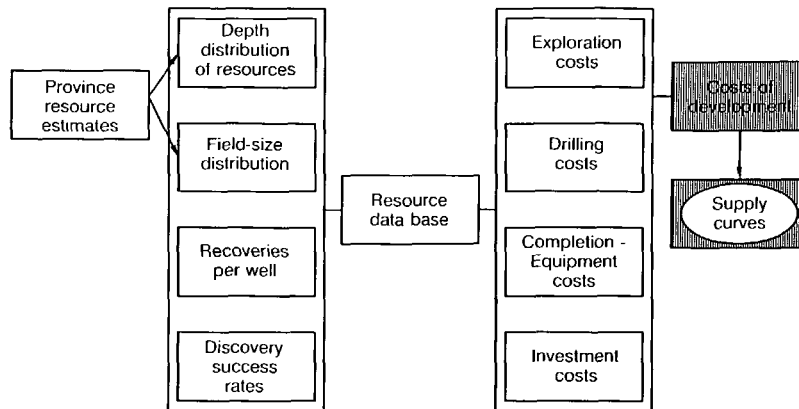 Province
resource
estimates
Depth
distribution
of resources
Field-size
distribution
Recoveries
per well
Discovery
success
rates
Resource
data base
Exploration
costs
Drilling
costs
Completion -
Equipment
costs
Investment
costs
Costs of
development
Supply
curves